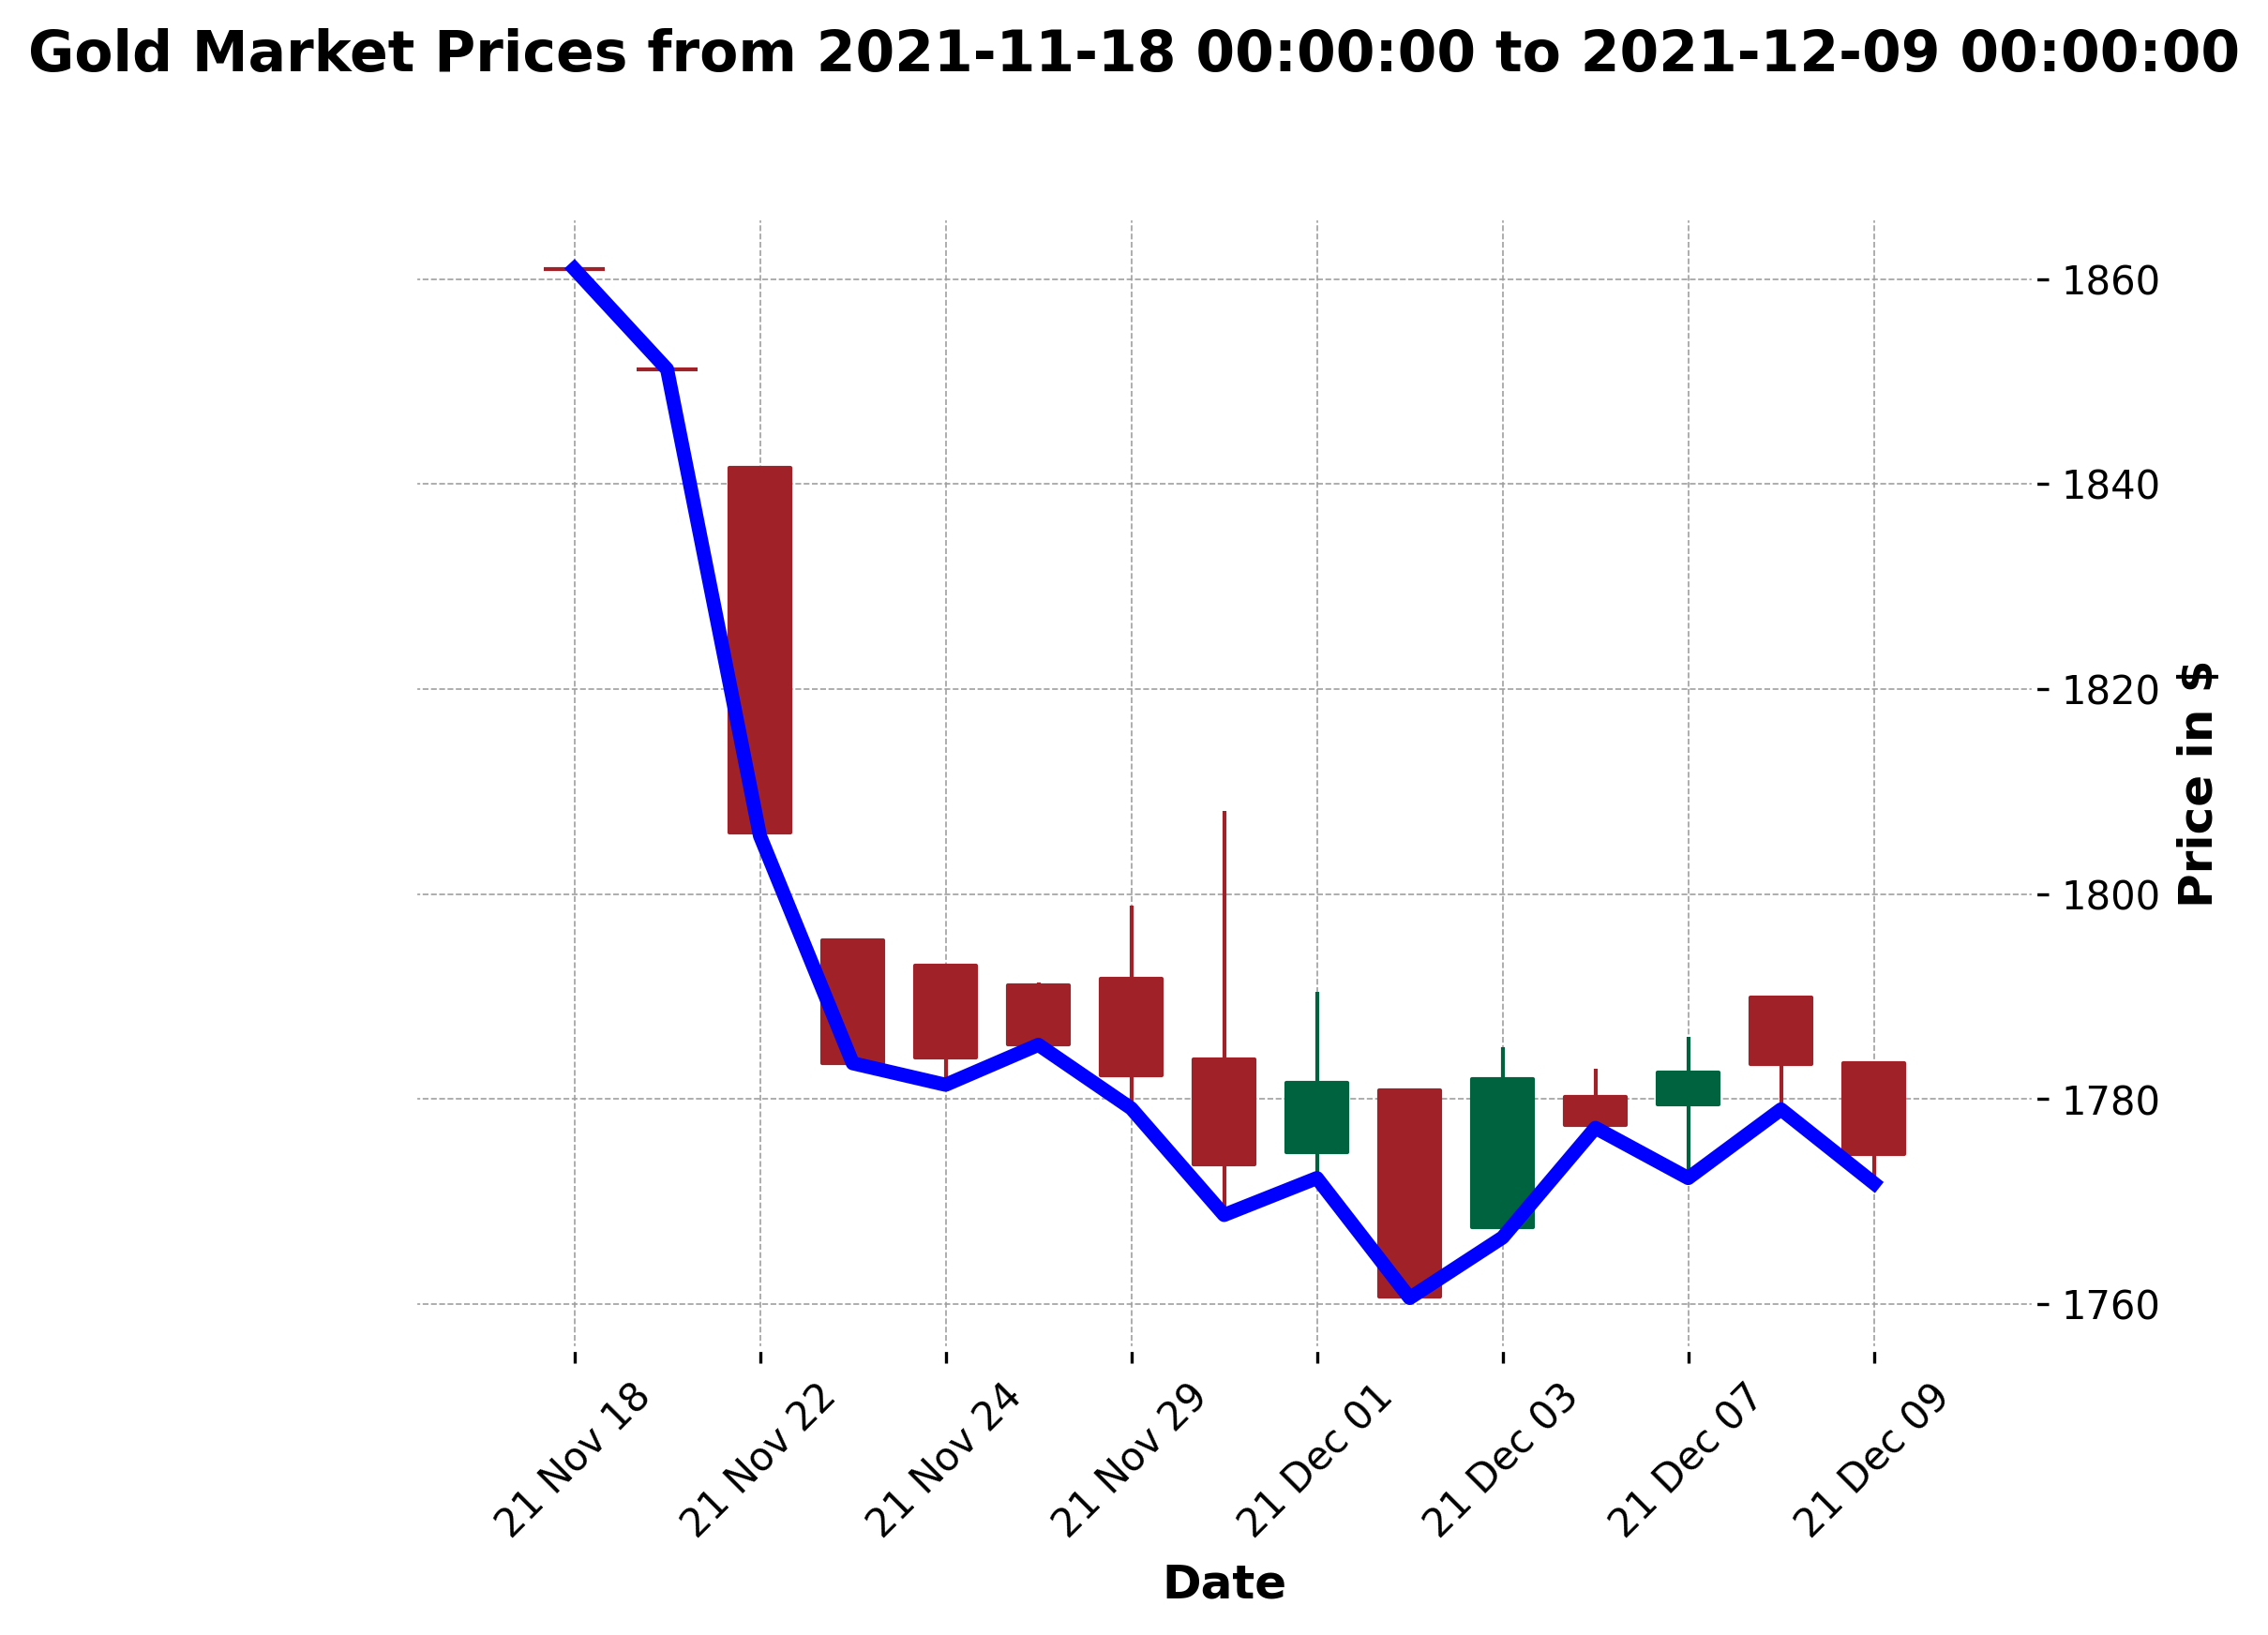 Gold Market Prices from 2021-11-18 00:00:00 to 2021-12-09 00:00:00
1860
1840
1820
1800
1780
1760
Price in $
21 Nov 18
21 Nov 22
21 Nov 24
21 Nov 29
21 Dec 01
21 Dec 03
21 Dec 07
21 Dec 09
Date